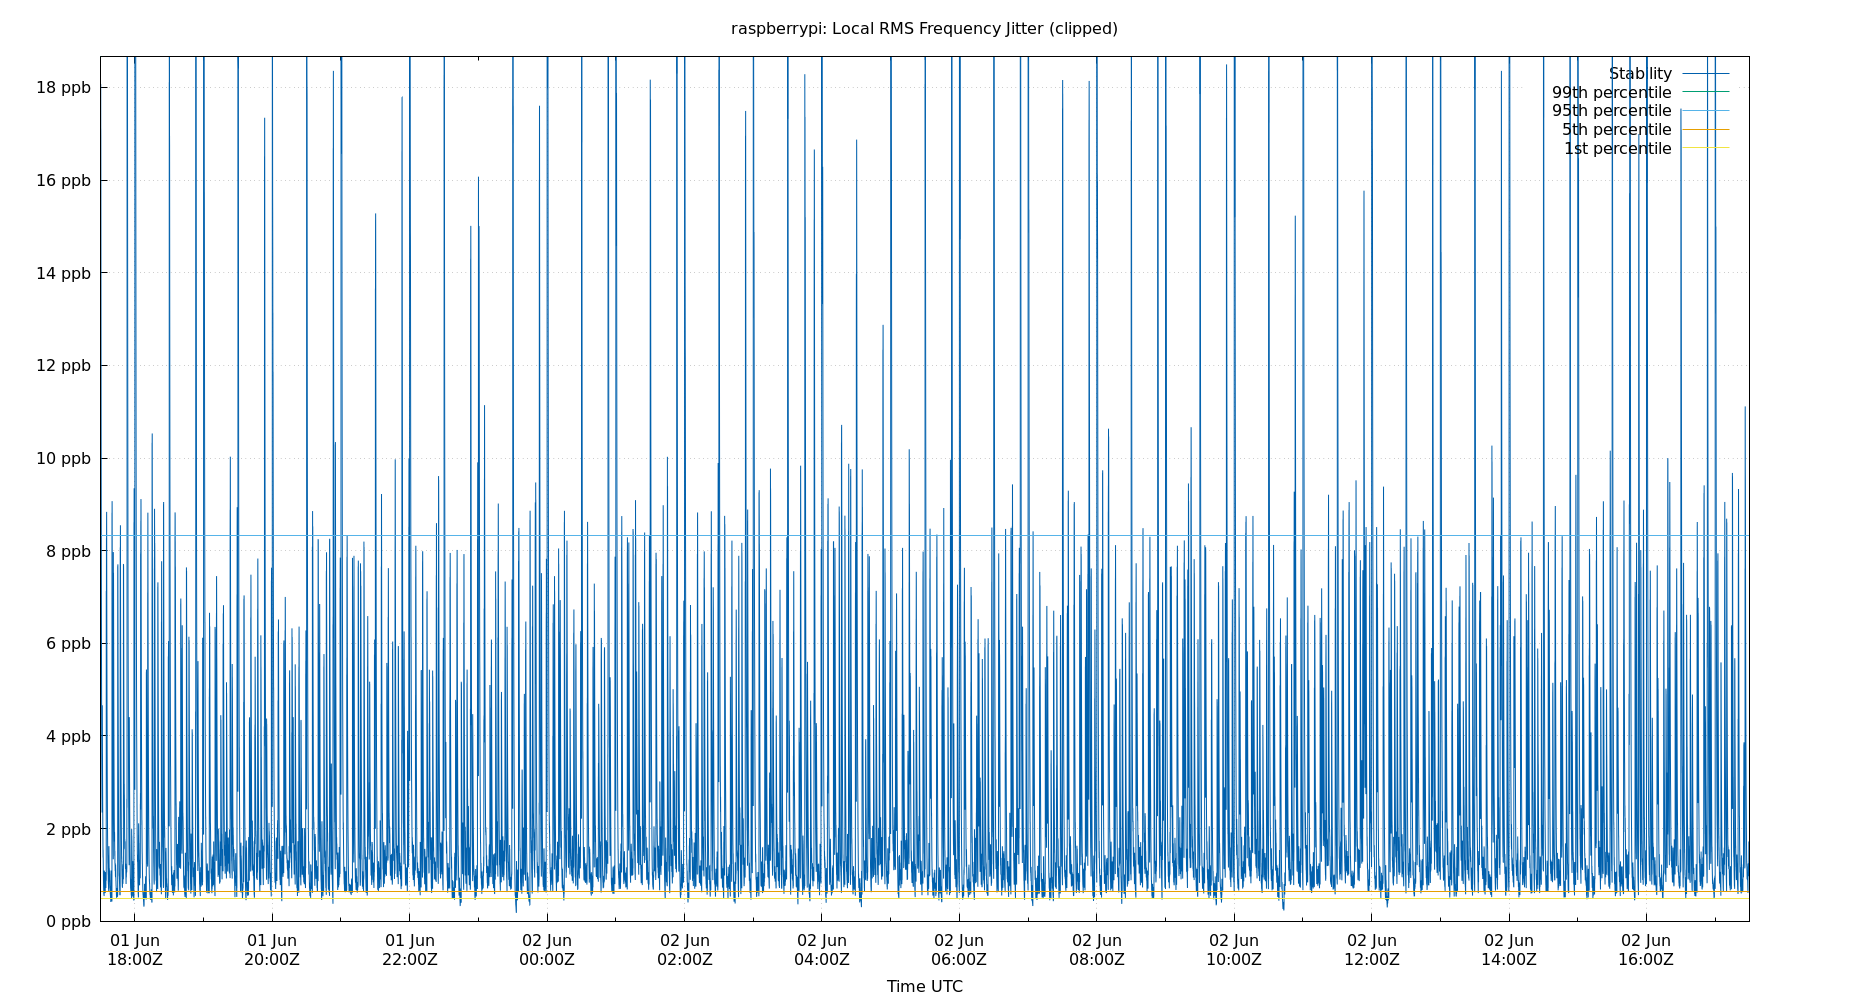 raspberrypi: Local RMS Frequency Jitter (clipped)
18 ppb
16 ppb
14 ppb
12 ppb
10 ppb
8 ppb
6 ppb
4 ppb
2 ppb
0 ppb
Stability
99th percentile
95th percentile
5th percentile
1st percentile
01 Jun 01 Jun 01 Jun 02 Jun 02 Jun 02 Jun 02 Jun 02 Jun 02 Jun 02 Jun 02 Jun 02 Jun
18:00Z 20:00Z 22:00Z 00:00Z 02:00Z 04:00Z 06:00Z 08:00Z 10:00Z 12:00Z 14:00Z 16:00Z
Time UTC